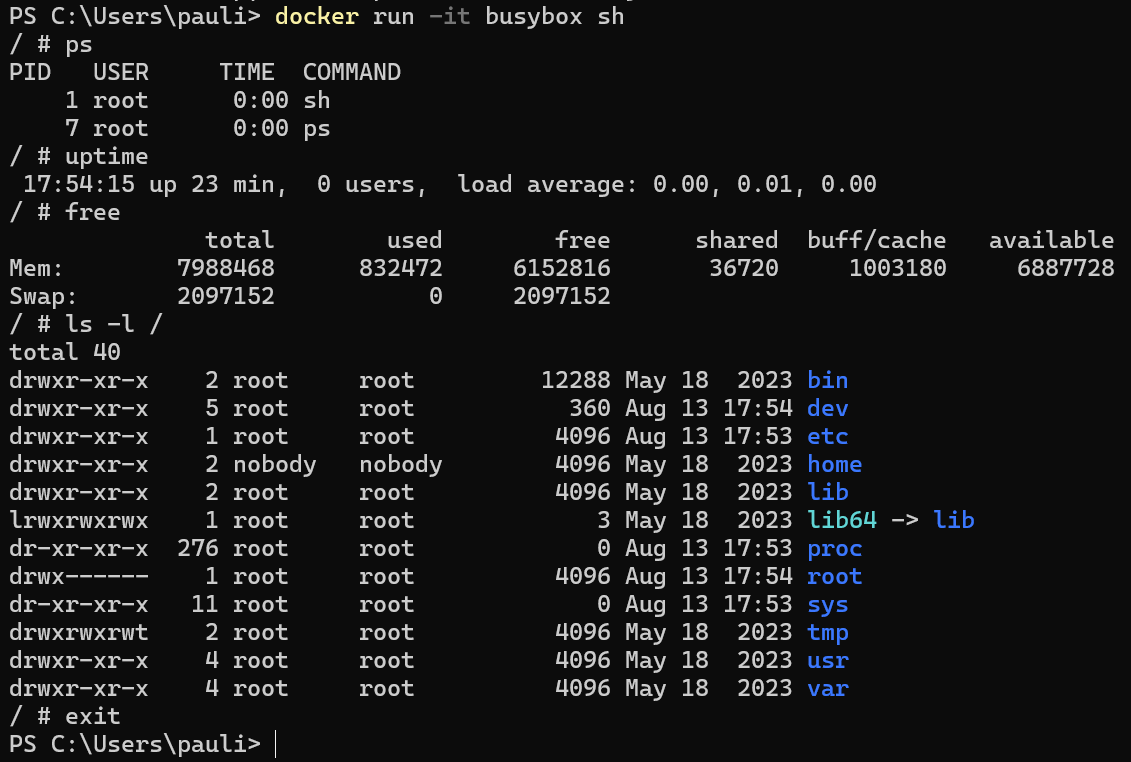 PS C:\Users\pauli> docker run -it busybox sh
/ # ps
PID   USER     TIME  COMMAND
    1 root      0:00 sh
    7 root      0:00 ps
/ # uptime
 17:54:15 up 23 min,  0 users,  load average: 0.00, 0.01, 0.00
/ # free
              total        used        free      shared  buff/cache   available
Mem:        7988468      832472     6152816       36720     1003180     6887728
Swap:       2097152           0     2097152
/ # ls -l /
total 40
drwxr-xr-x    2 root     root         12288 May 18  2023 bin
drwxr-xr-x    5 root     root           360 Aug 13 17:54 dev
drwxr-xr-x    1 root     root          4096 Aug 13 17:53 etc
drwxr-xr-x    2 nobody   nobody        4096 May 18  2023 home
drwxr-xr-x    2 root     root          4096 May 18  2023 lib
lrwxrwxrwx    1 root     root             3 May 18  2023 lib64 -> lib
dr-xr-xr-x  276 root     root             0 Aug 13 17:53 proc
drwx------    1 root     root          4096 Aug 13 17:54 root
dr-xr-xr-x   11 root     root             0 Aug 13 17:53 sys
drwxrwxrwt    2 root     root          4096 May 18  2023 tmp
drwxr-xr-x    4 root     root          4096 May 18  2023 usr
drwxr-xr-x    4 root     root          4096 May 18  2023 var
/ # exit
PS C:\Users\pauli>